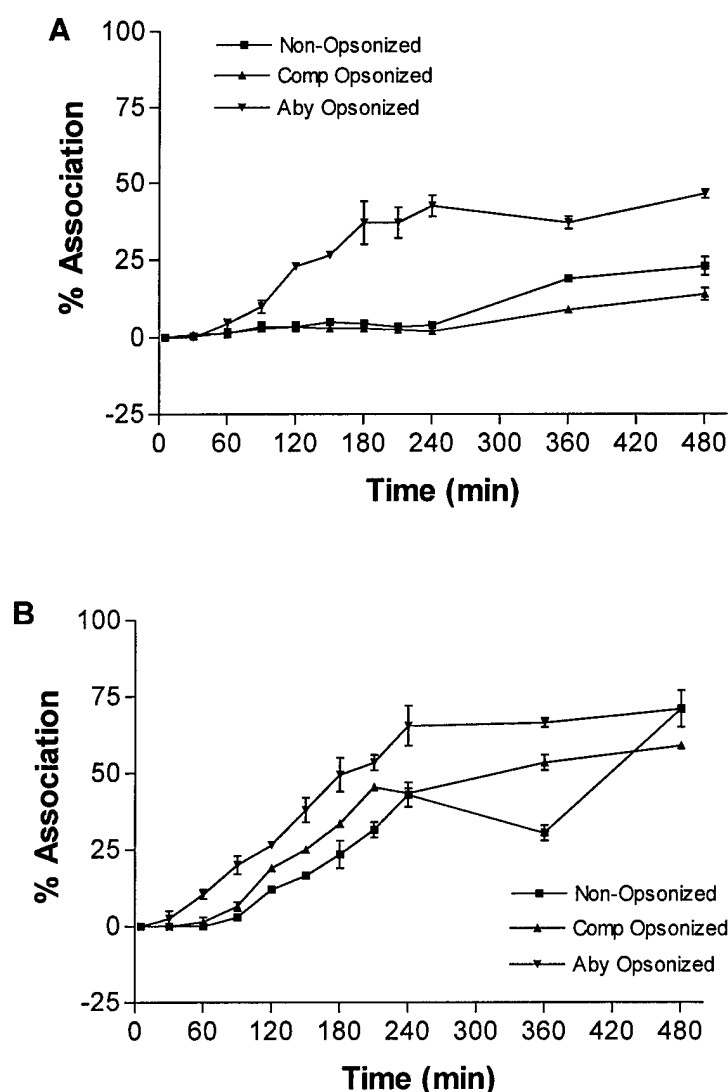 A
100
75
50
25
0
-25
% Association
Non-Opsonized
Comp Opsonized
Aby Opsonized
0 60 120 180 240 300 360 420 480
Time (min)
B
100
75
50
25
0
-25
% Association
Non-Opsonized
Comp Opsonized
Aby Opsonized
0 60 120 180 240 300 360 420 480
Time (min)